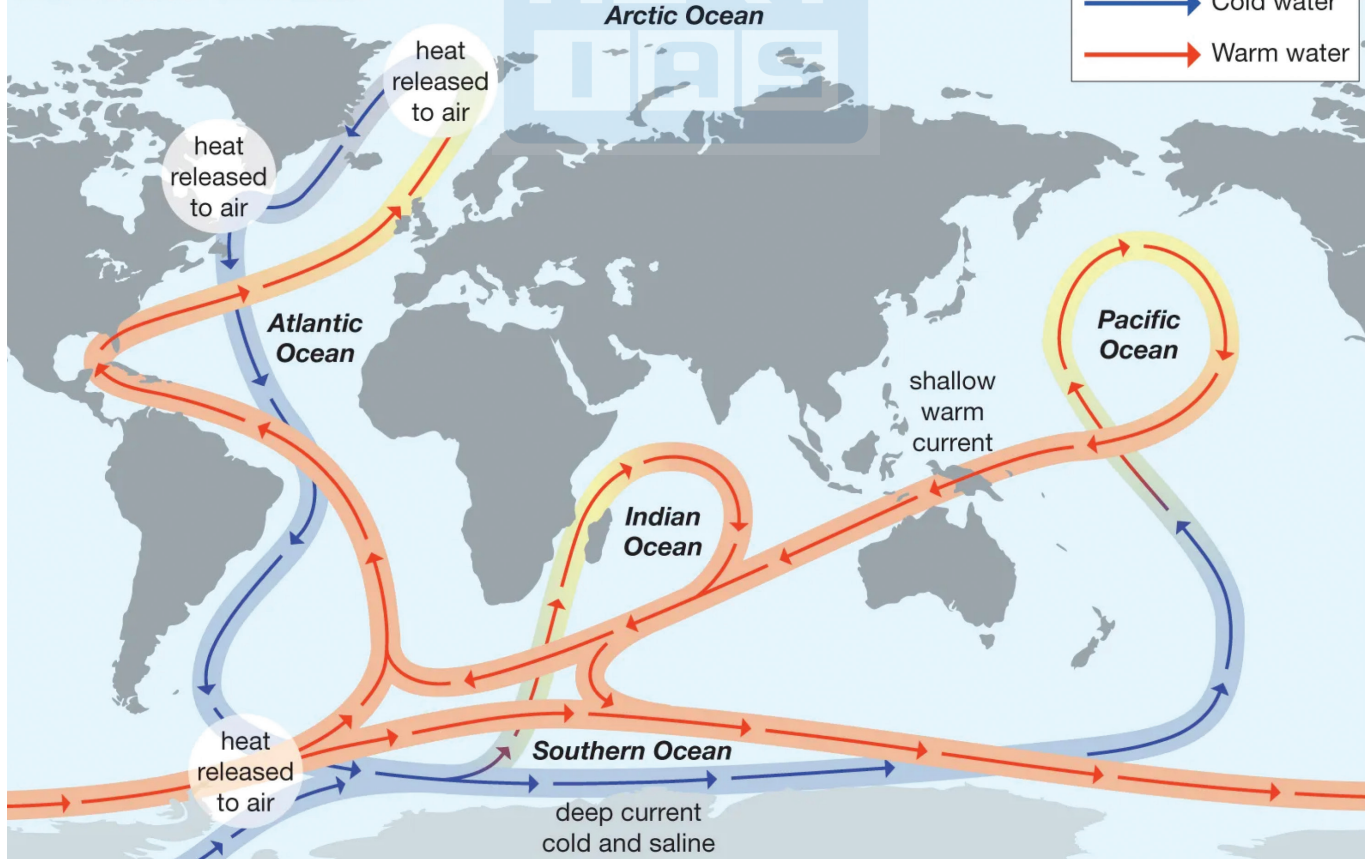 Arctic Ocean
Cold water
Warm water
heat
released
to air
heat
released
to air
Atlantic
Ocean
Pacific
Ocean
shallow
warm
current
Indian
Ocean
heat
released
to air
Southern Ocean
deep current
cold and saline
IAS